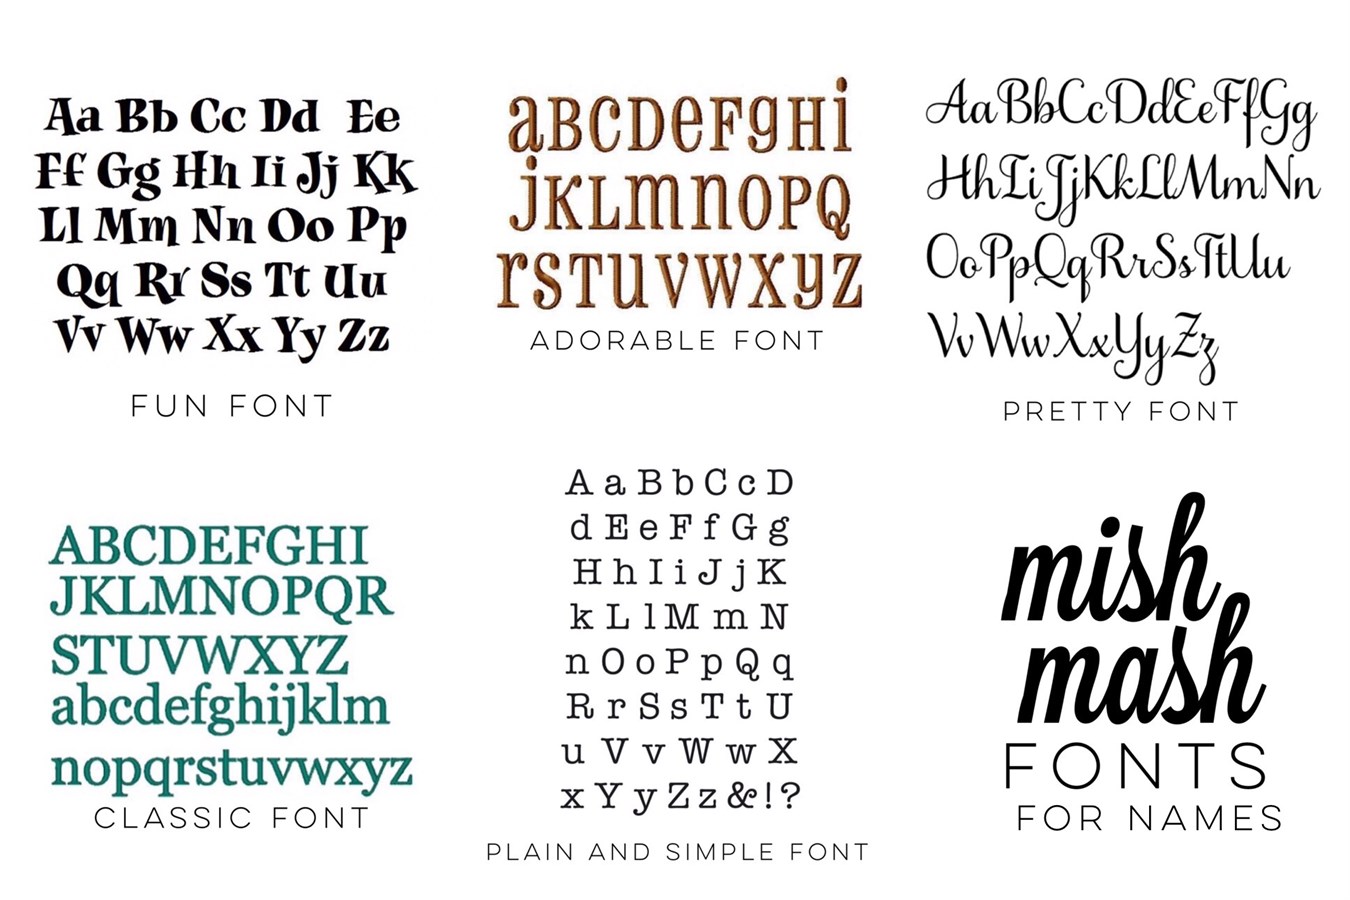 Aa Bb Cc Dd Ee
Ff Gg Hh Ii Jj Kk
Ll Mm Nn Oo Pp
Qq Rr Ss Tt Uu
Vv Ww Xx Yy Zz
FUN FONT
aBCDeFgHi
jKLmnOPQ
rSTUVWXyZ
ADORABLE FONT
AaBbCcDdEeFfGg
HhIiJjKkLlMmNn
OoPpQqRrSsTtUu
VvWwXxYyZz
PRETTY FONT
ABCDEFGHI
JKLMNOPQR
STUVWXYZ
abcdefghijklm
nopqrstuvwxyz
CLASSIC FONT
A a B b C c D
d E e F f G g
H h I i J j K
k L l M m N
n O o P p Q q
R r S s T t U
u V v W w X
x Y y Z z & ! ?
PLAIN AND SIMPLE FONT
mish
mash
FONTS
FOR NAMES